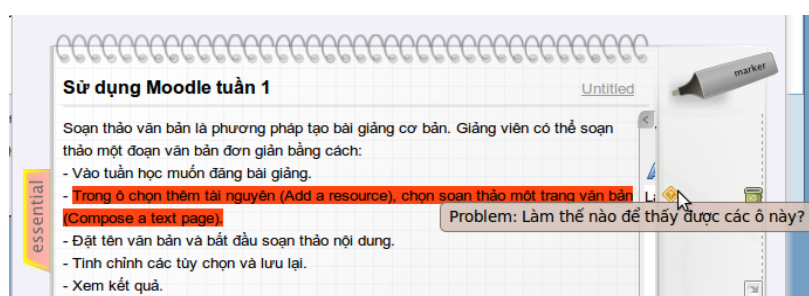 marker
Sử dụng Moodle tuần 1
Untitled
Soạn thảo văn bản là phương pháp tạo bài giảng cơ bản. Giảng viên có thể soạn
thảo một đoạn văn bản đơn giản bằng cách:
- Vào tuần học muốn đăng bài giảng.
- Trong ô chọn thêm tài nguyên (Add a resource), chọn soạn thảo một trang văn bản
(Compose a text page).
Problem: Làm thế nào để thấy được các ô này?
- Đặt tên văn bản và bắt đầu soạn thảo nội dung.
- Tinh chỉnh các tùy chọn và lưu lại.
- Xem kết quả.
essential